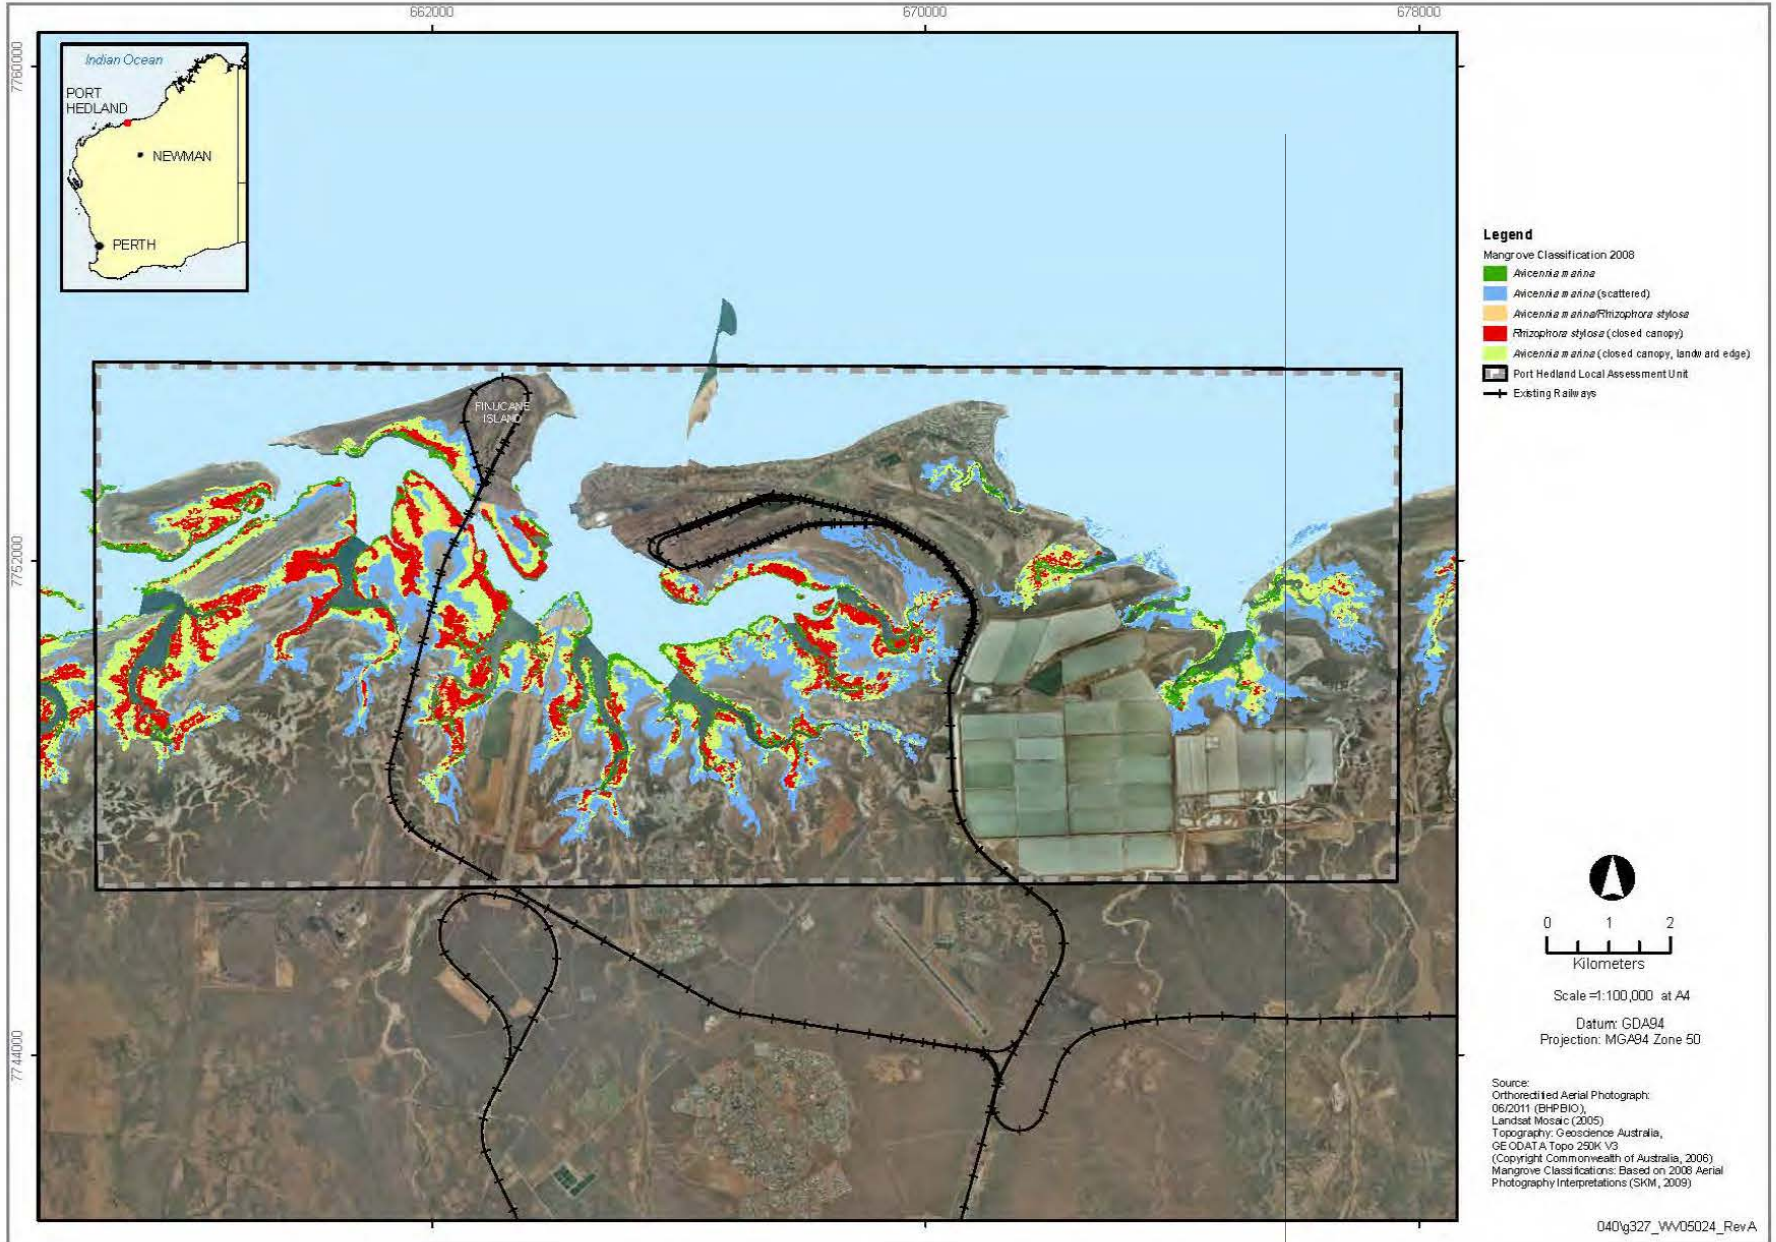 662000
670000
678000
7760000
7752000
7744000
Indian Ocean
PORT
HEDLAND
NEWMAN
PERTH
FINUCANE
ISLAND
Legend
Mangrove Classification 2008
Avicennia marina
Avicennia marina (scattered)
Avicennia marina/Rhizophora stylosa
Rhizophora stylosa (closed canopy)
Avicennia marina (closed canopy, landward edge)
Port Hedland Local Assessment Unit
Existing Railways
0 1 2
Kilometers
Scale =1:100,000 at A4
Datum: GDA94
Projection: MGA94 Zone 50
Source:
Orthorectified Aerial Photograph:
06/2011 (BHPBIO),
Landsat Mosaic (2005)
Topography: Geoscience Australia,
GEODATA Topo 250K V3
(Copyright Commonwealth of Australia, 2006)
Mangrove Classifications: Based on 2008 Aerial
Photography Interpretations (SKM, 2009)
040\g327_WV05024_RevA